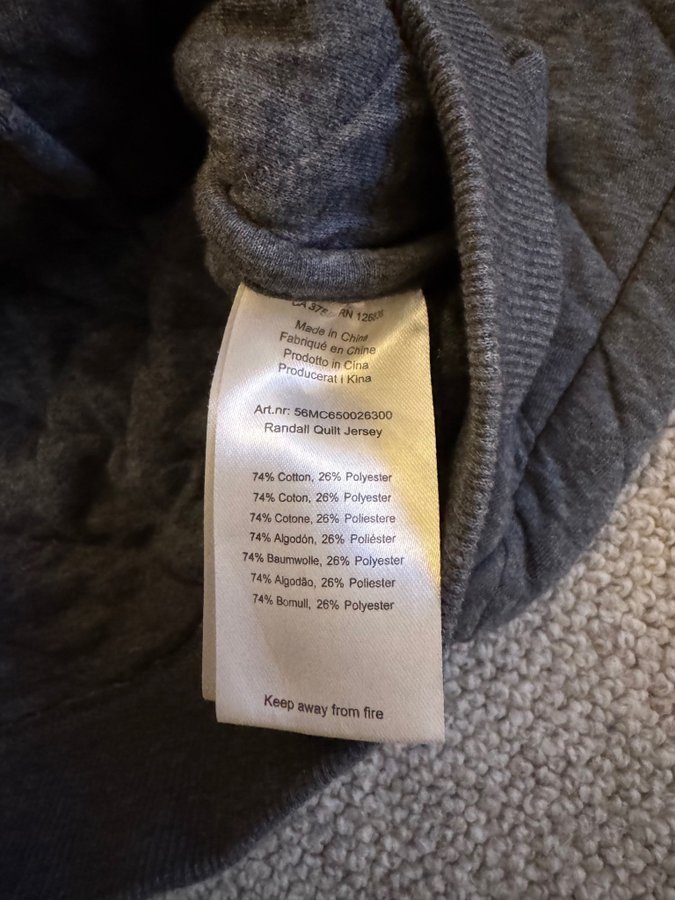 CA RN
Made in China
Fabriqué en Chine
Prodotto in Cina
Producerat i Kina
Art.nr: 56MC650026300
Randall Quilt Jersey
74% Cotton, 26% Polyester
74% Coton, 26% Polyester
74% Cotone, 26% Poliestere
74% Algodón, 26% Poliéster
74% Baumwolle, 26% Polyester
74% Algodão, 26% Poliester
74% Bomull, 26% Polyester
Keep away from fire